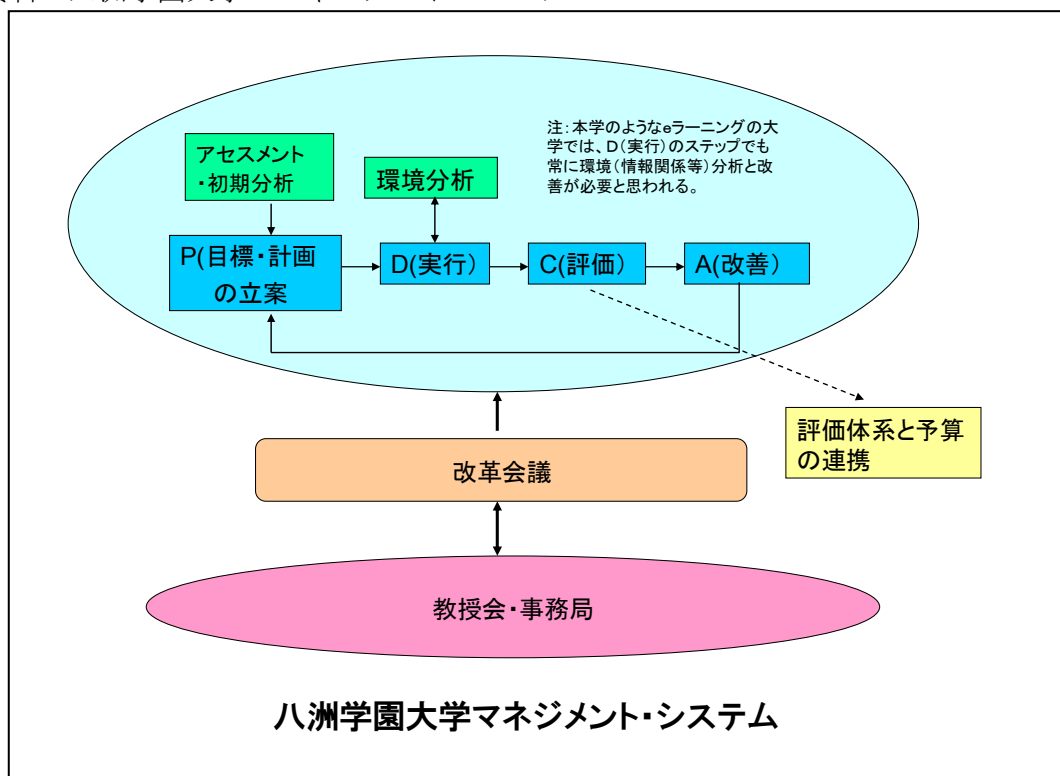 注:本学のようなeラーニングの大
学では、D(実行)のステップでも
常に環境(情報関係等)分析と改
善が必要と思われる。
アセスメント
・初期分析
環境分析
P(目標・計画
の立案
D(実行)
C(評価)
A(改善)
評価体系と予算
の連携
改革会議
教授会・事務局
八洲学園大学マネジメント・システム